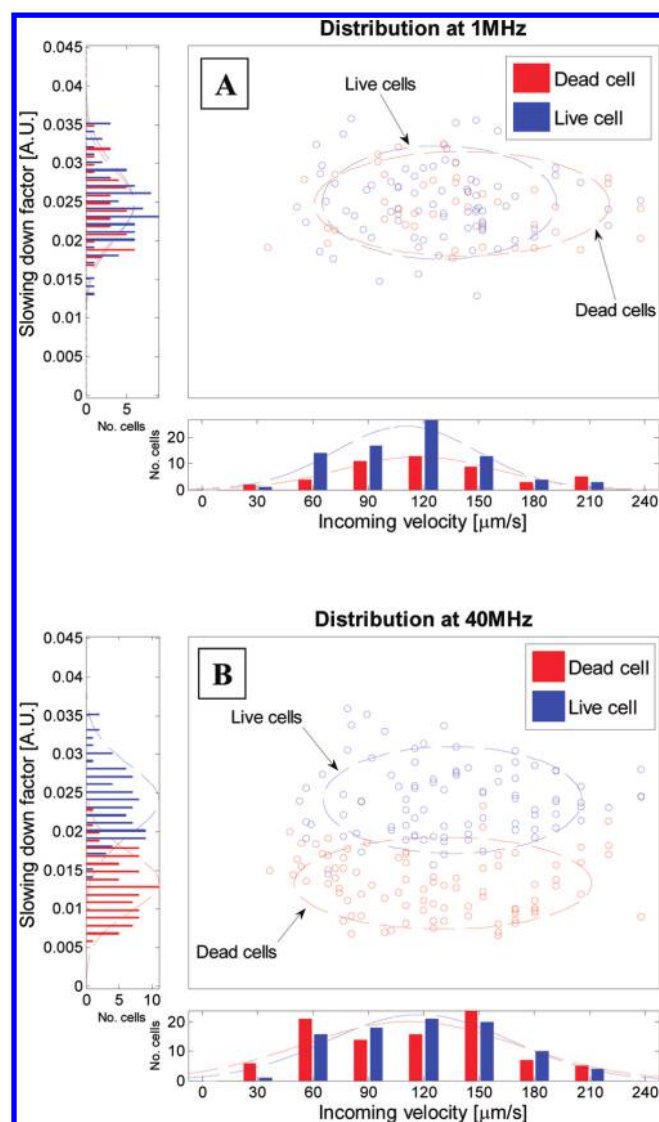 Distribution at 1MHz
0.045
0.04
0.035
0.03
0.025
0.02
0.015
0.01
0.005
0
Slowing down factor [A.U.]
0 5
No. cells
A
Live cells
Dead cell
Live cell
Dead cells
No. cells
20
10
0
0 30 60 90 120 150 180 210 240
Incoming velocity [μm/s]
Distribution at 40MHz
0.045
0.04
0.035
0.03
0.025
0.02
0.015
0.01
0.005
0
Slowing down factor [A.U.]
0 5 10
No. cells
B
Live cells
Dead cell
Live cell
Dead cells
No. cells
20
10
0
0 30 60 90 120 150 180 210 240
Incoming velocity [μm/s]